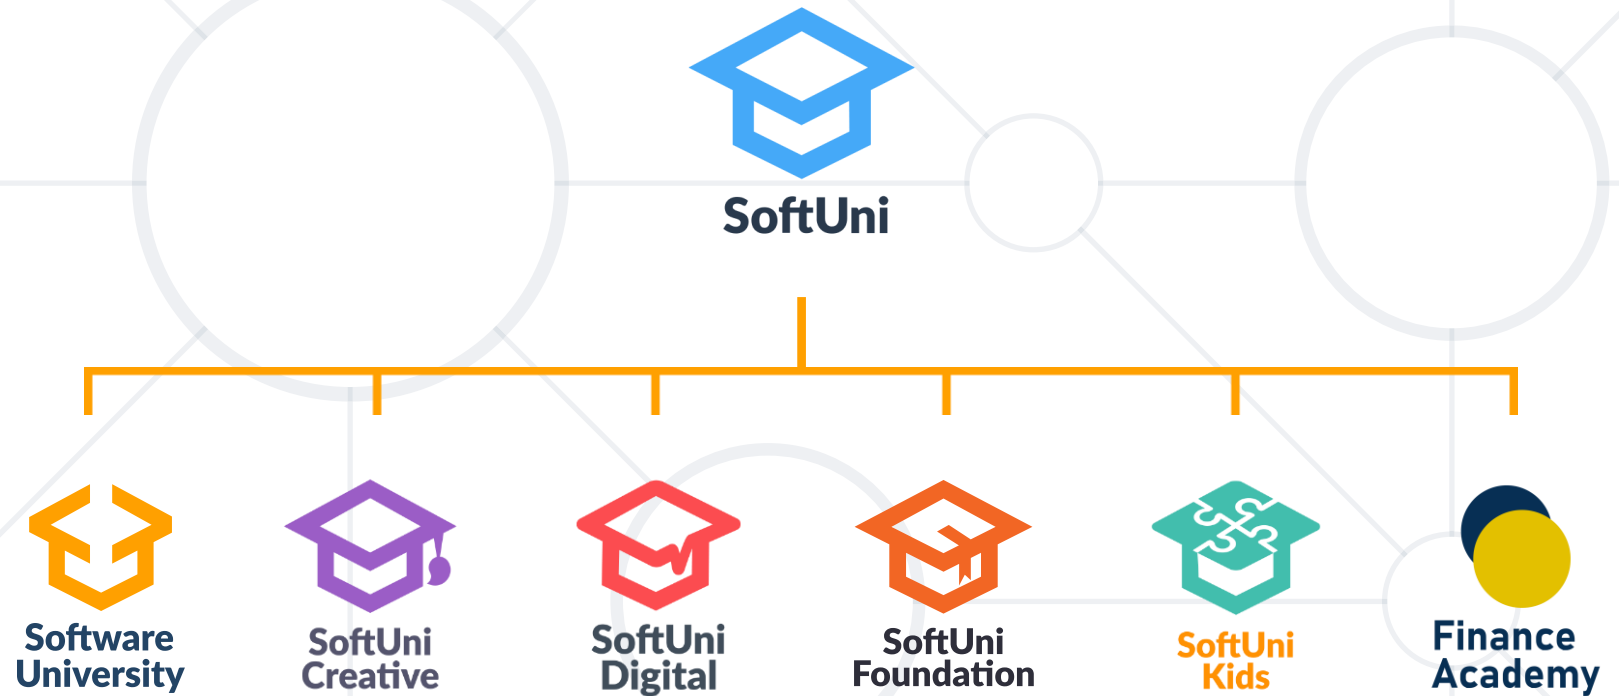 SoftUni
Software
University
SoftUni
Creative
SoftUni
Digital
SoftUni
Foundation
SoftUni
Kids
Finance
Academy